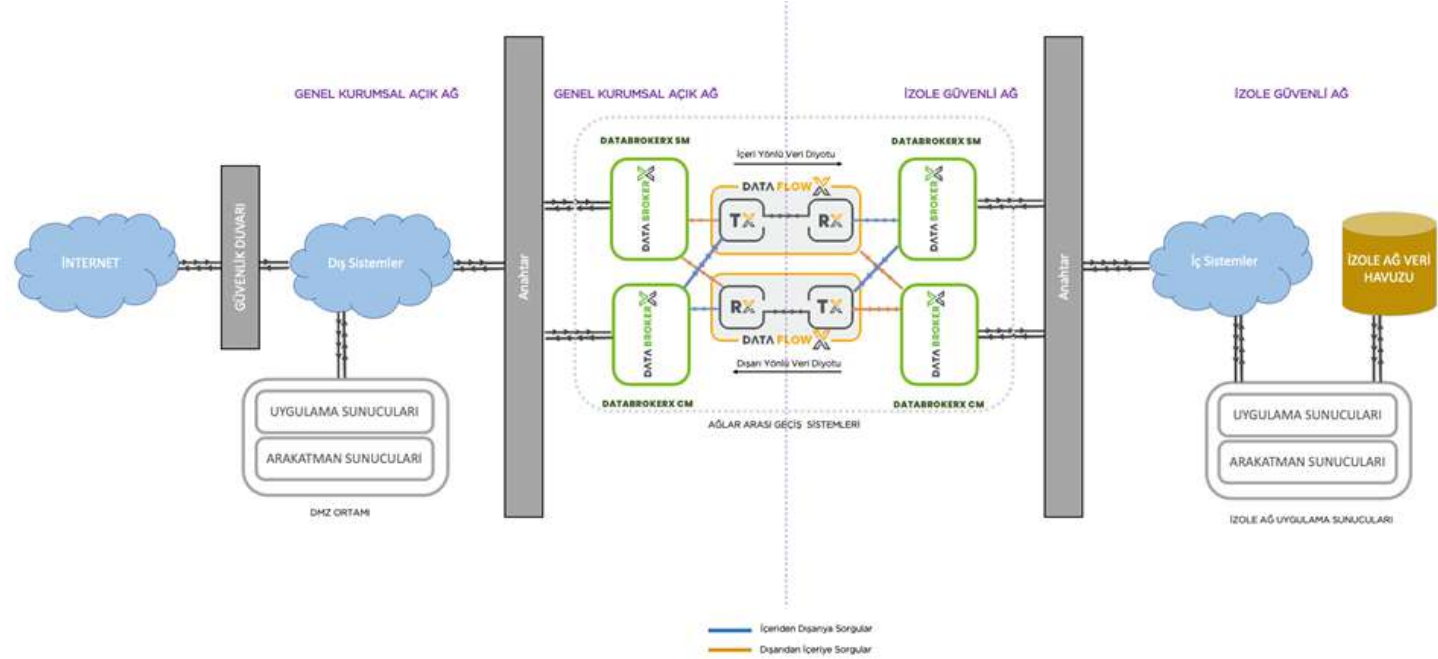 GENEL KURUMSAL AÇIK AĞ
GENEL KURUMSAL AÇIK AĞ
İZOLE GÜVENLİ AĞ
İZOLE GÜVENLİ AĞ
İNTERNET
GÜVENLİK DUVARI
Dış Sistemler
UYGULAMA SUNUCULARI
ARAKATMAN SUNUCULARI
DMZ ORTAMI
Anahtar
DATABROKERX SM
DATA BROKER X
DATA BROKER X
DATABROKERX CM
İçeri Yönlü Veri Diyotu
DATA FLOW X
TX
RX
RX
TX
DATA FLOW X
Dışarı Yönlü Veri Diyotu
DATABROKERX SM
DATA BROKER X
DATA BROKER X
DATABROKERX CM
AĞLAR ARASI GEÇİŞ SİSTEMLERİ
Anahtar
İç Sistemler
İZOLE AĞ VERİ
HAVUZU
UYGULAMA SUNUCULARI
ARAKATMAN SUNUCULARI
İZOLE AĞ UYGULAMA SUNUCULARI
İçeriden Dışarıya Sorgular
Dışarıdan İçeriye Sorgular